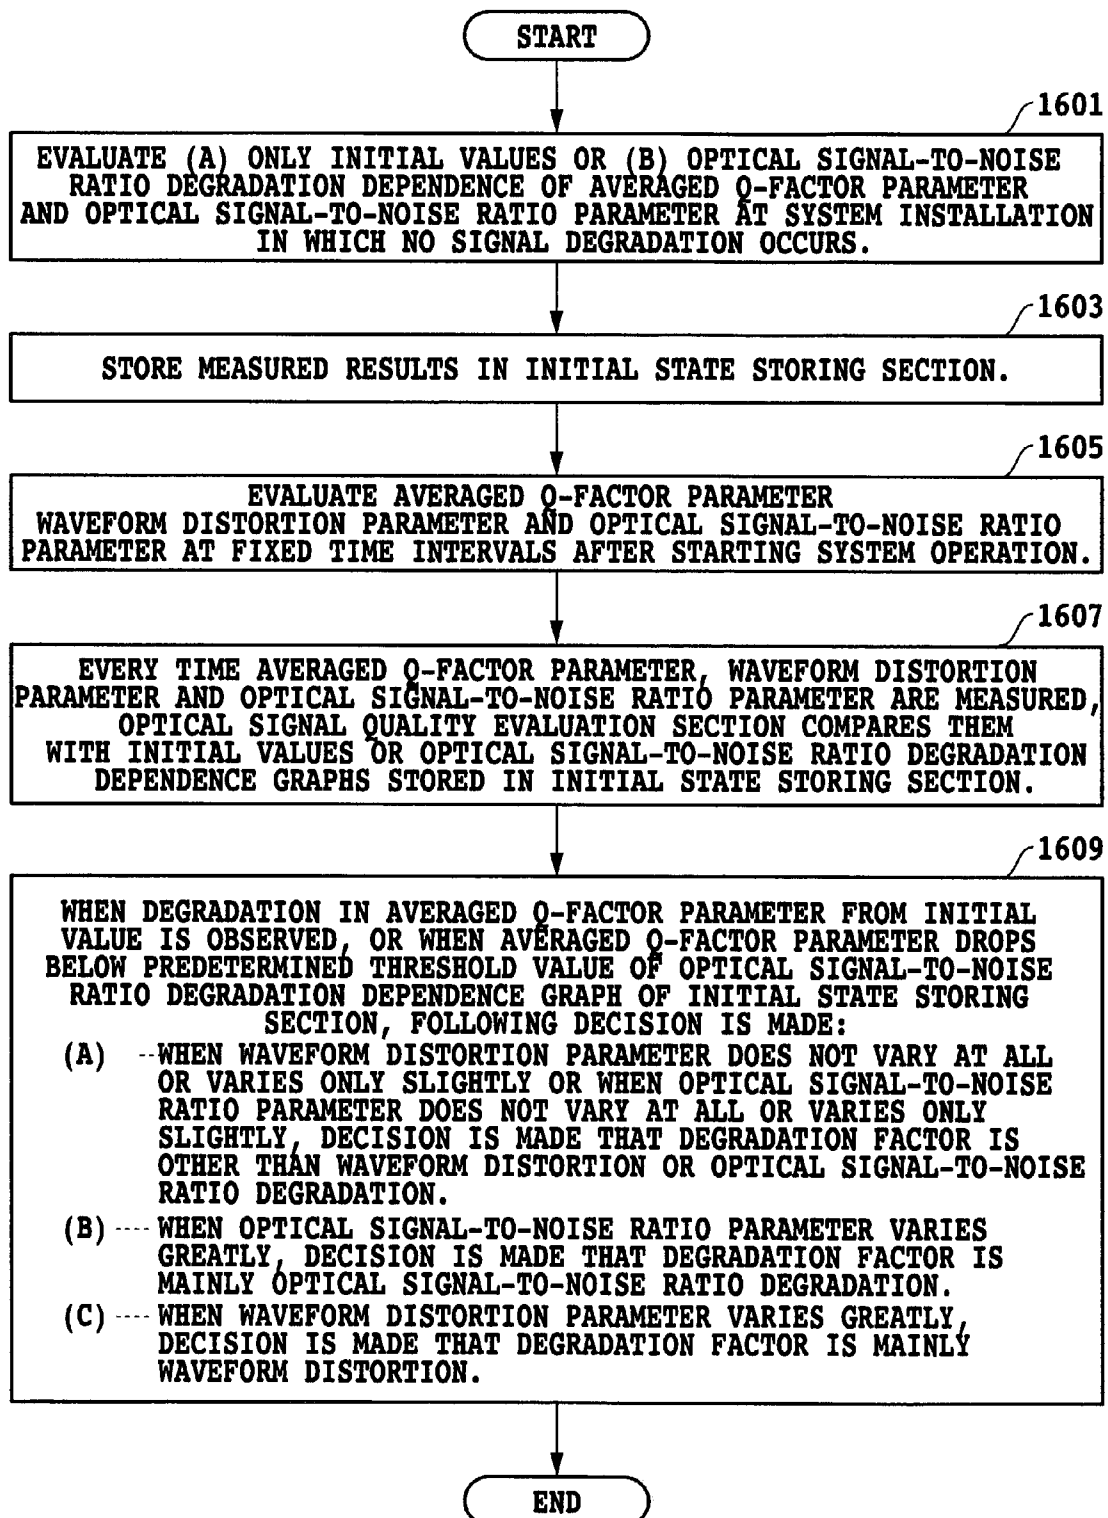 START
1601
EVALUATE (A) ONLY INITIAL VALUES OR (B) OPTICAL SIGNAL-TO-NOISE
RATIO DEGRADATION DEPENDENCE OF AVERAGED Q-FACTOR PARAMETER
AND OPTICAL SIGNAL-TO-NOISE RATIO PARAMETER AT SYSTEM INSTALLATION
IN WHICH NO SIGNAL DEGRADATION OCCURS.
1603
STORE MEASURED RESULTS IN INITIAL STATE STORING SECTION.
1605
EVALUATE AVERAGED Q-FACTOR PARAMETER
WAVEFORM DISTORTION PARAMETER AND OPTICAL SIGNAL-TO-NOISE RATIO
PARAMETER AT FIXED TIME INTERVALS AFTER STARTING SYSTEM OPERATION.
1607
EVERY TIME AVERAGED Q-FACTOR PARAMETER, WAVEFORM DISTORTION
PARAMETER AND OPTICAL SIGNAL-TO-NOISE RATIO PARAMETER ARE MEASURED,
OPTICAL SIGNAL QUALITY EVALUATION SECTION COMPARES THEM
WITH INITIAL VALUES OR OPTICAL SIGNAL-TO-NOISE RATIO DEGRADATION
DEPENDENCE GRAPHS STORED IN INITIAL STATE STORING SECTION.
1609
WHEN DEGRADATION IN AVERAGED Q-FACTOR PARAMETER FROM INITIAL
VALUE IS OBSERVED, OR WHEN AVERAGED Q-FACTOR PARAMETER DROPS
BELOW PREDETERMINED THRESHOLD VALUE OF OPTICAL SIGNAL-TO-NOISE
RATIO DEGRADATION DEPENDENCE GRAPH OF INITIAL STATE STORING
SECTION, FOLLOWING DECISION IS MADE:
(A) --WHEN WAVEFORM DISTORTION PARAMETER DOES NOT VARY AT ALL
OR VARIES ONLY SLIGHTLY OR WHEN OPTICAL SIGNAL-TO-NOISE
RATIO PARAMETER DOES NOT VARY AT ALL OR VARIES ONLY
SLIGHTLY, DECISION IS MADE THAT DEGRADATION FACTOR IS
OTHER THAN WAVEFORM DISTORTION OR OPTICAL SIGNAL-TO-NOISE
RATIO DEGRADATION.
(B) ---- WHEN OPTICAL SIGNAL-TO-NOISE RATIO PARAMETER VARIES
GREATLY, DECISION IS MADE THAT DEGRADATION FACTOR IS
MAINLY OPTICAL SIGNAL-TO-NOISE RATIO DEGRADATION.
(C) ---- WHEN WAVEFORM DISTORTION PARAMETER VARIES GREATLY,
DECISION IS MADE THAT DEGRADATION FACTOR IS MAINLY
WAVEFORM DISTORTION.
END